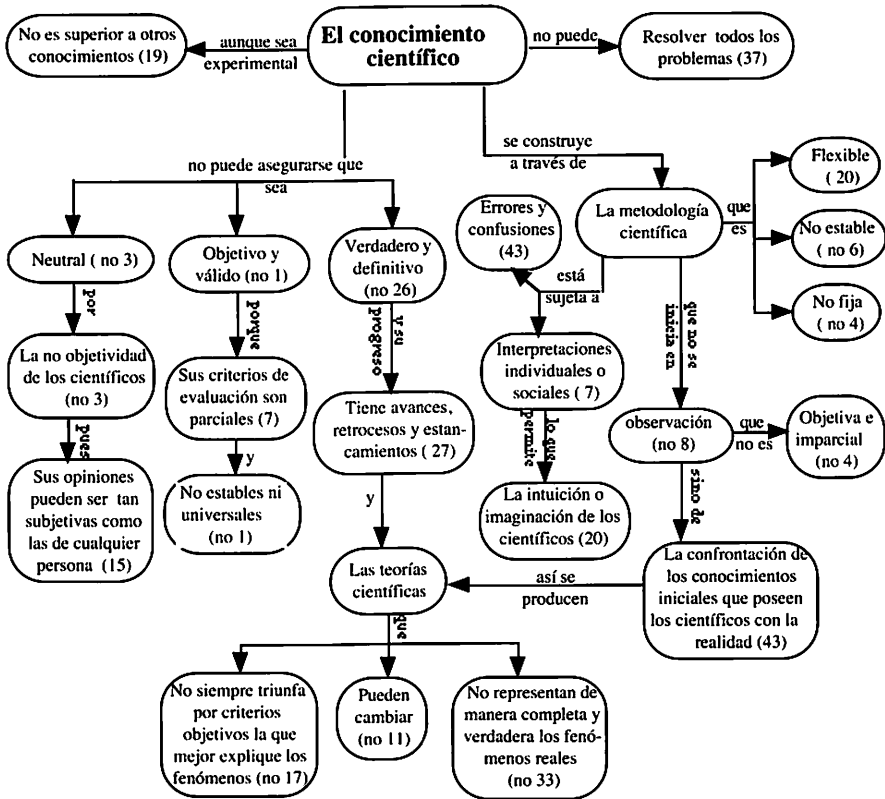 No es superior a otros
conocimientos (19)
aunque sea
experimental
El conocimiento
científico
no puede
Resolver todos los
problemas (37)
no puede asegurarse que
sea
se construye
a través de
Neutral ( no 3)
por
La no objetividad
de los científicos
(no 3)
pues
Sus opiniones
pueden ser tan
subjetivas como
las de cualquier
persona (15)
Objetivo y
válido (no 1)
porque
Sus criterios de
evaluación son
parciales (7)
y
No estables ni
universales
(no 1)
Verdadero y
definitivo
(no 26)
y su
progreso
Tiene avances,
retrocesos y estan-
camientos ( 27)
y
Las teorías
científicas
que
No siempre triunfa
por criterios
objetivos la que
mejor explique los
fenómenos (no 17)
Pueden
cambiar
(no 11)
No representan de
manera completa y
verdadera los fenó-
menos reales
(no 33)
La metodología
científica
que
es
Flexible
( 20)
No estable
( no 6)
No fija
( no 4)
está
sujeta a
Errores y
confusiones
(43)
Interpretaciones
individuales o
sociales ( 7)
lo que
permite
La intuición o
imaginación de los
científicos (20)
que no se
inicia en
observación
(no 8)
que
no es
Objetiva e
imparcial
(no 4)
sino de
La confrontación de
los conocimientos
iniciales que poseen
los científicos con la
realidad (43)
así se
producen